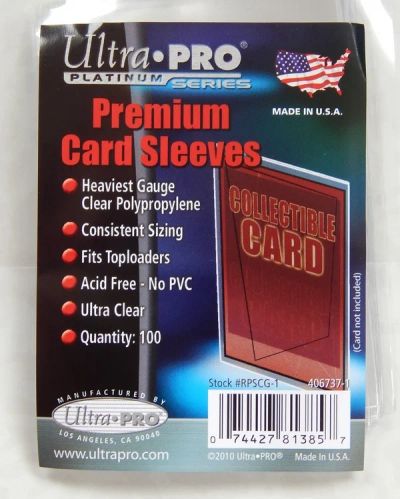 Ultra•PRO®
PLATINUM SERIES
MADE IN U.S.A.
Premium
Card Sleeves
Heaviest Gauge
Clear Polypropylene
Consistent Sizing
Fits Toploaders
Acid Free - No PVC
Ultra Clear
Quantity: 100
COLLECTIBLE
CARD
(Card not included)
Stock #RPSCG-1 406737-1
MANUFACTURED BY
Ultra•PRO®
LOS ANGELES, CA 90040
www.ultrapro.com
0 74427 81385 7
©2010 Ultra•PRO® Made in U.S.A.